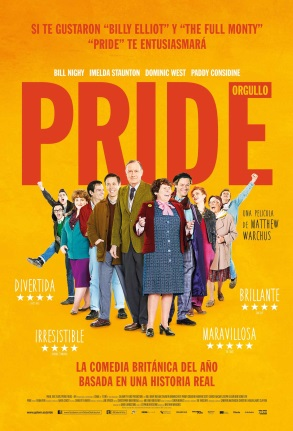 SI TE GUSTARON "BILLY ELLIOT" Y "THE FULL MONTY"
"PRIDE" TE ENTUSIASMARÁ
BILL NIGHY IMELDA STAUNTON DOMINIC WEST PADDY CONSIDINE
ORGULLO
PRIDE
UNA PELÍCULA
DE MATTHEW
WARCHUS
DIVERTIDA
★★★★
BRILLANTE
★★★★
IRRESISTIBLE
★★★★
MARAVILLOSA
★★★★
LA COMEDIA BRITÁNICA DEL AÑO
BASADA EN UNA HISTORIA REAL